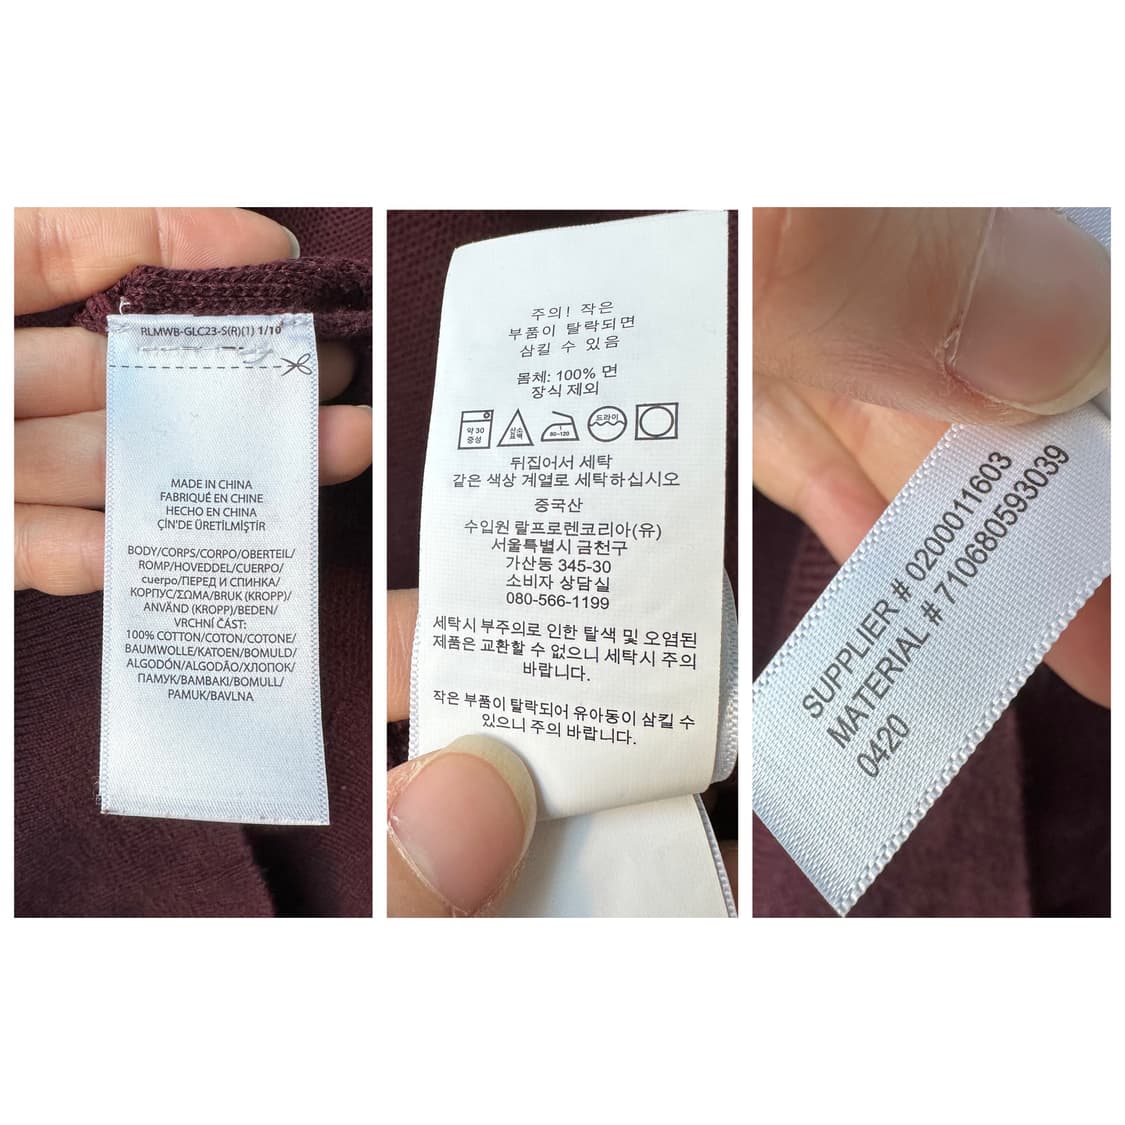 RLMWB-GLC23-S(R)(1) 1/10
MADE IN CHINA
FABRIQUÉ EN CHINE
HECHO EN CHINA
ÇİN'DE ÜRETİLMİŞTİR
BODY/CORPS/CORPO/OBERTEIL/
ROMP/HOVEDDEL/CUERPO/
cuerpo/ПЕРЕД И СПИНКА/
КОРПУС/ΣΩΜΑ/BRUK (KROPP)/
ANVÄND (KROPP)/BEDEN/
VRCHNÍ ČÁST:
100% COTTON/COTON/COTONE/
BAUMWOLLE/KATOEN/BOMULD/
ALGODÓN/ALGODÃO/ХЛОПОК/
ПАМУК/ΒΑΜΒΑΚΙ/BOMULL/
PAMUK/BAVLNA
주의! 작은
부품이 탈락되면
삼킬 수 있음
몸체: 100% 면
장식 제외
약 30 중성
산소 표백
80~120
드라이
뒤집어서 세탁
같은 색상 계열로 세탁하십시오
중국산
수입원 랄프로렌코리아(유)
서울특별시 금천구
가산동 345-30
소비자 상담실
080-566-1199
세탁시 부주의로 인한 탈색 및 오염된
제품은 교환할 수 없으니 세탁시 주의
바랍니다.
작은 부품이 탈락되어 유아동이 삼킬 수
있으니 주의 바랍니다.
SUPPLIER # 0200011603
MATERIAL # 710680593039
0420